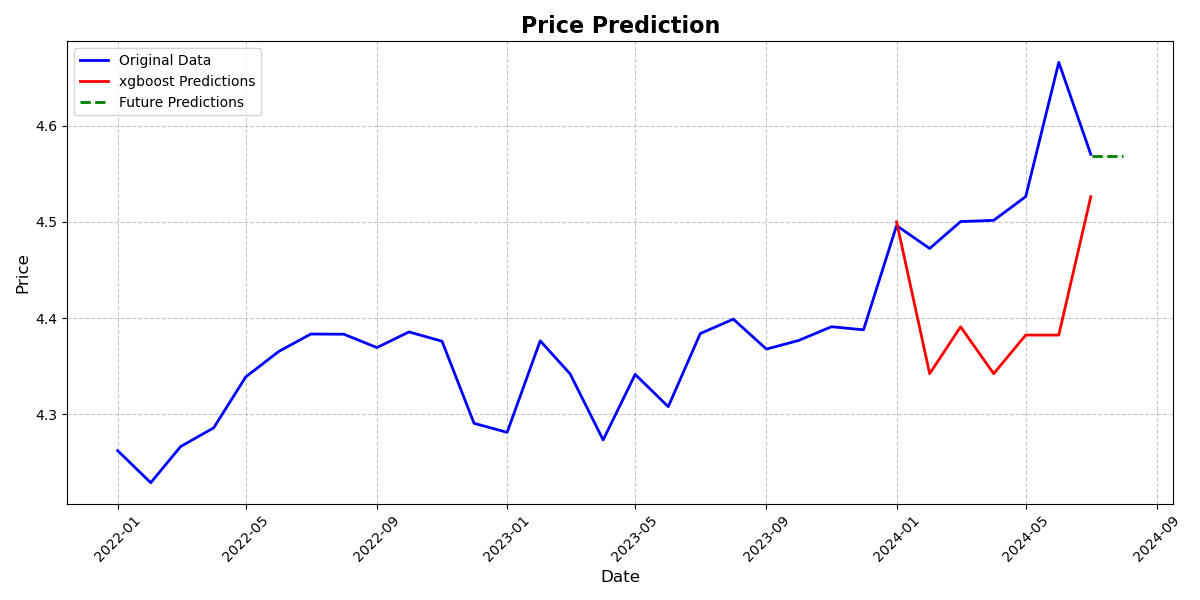 Price Prediction
Original Data
xgboost Predictions
Future Predictions
Price
4.6
4.5
4.4
4.3
2022-01
2022-05
2022-09
2023-01
2023-05
2023-09
2024-01
2024-05
2024-09
Date